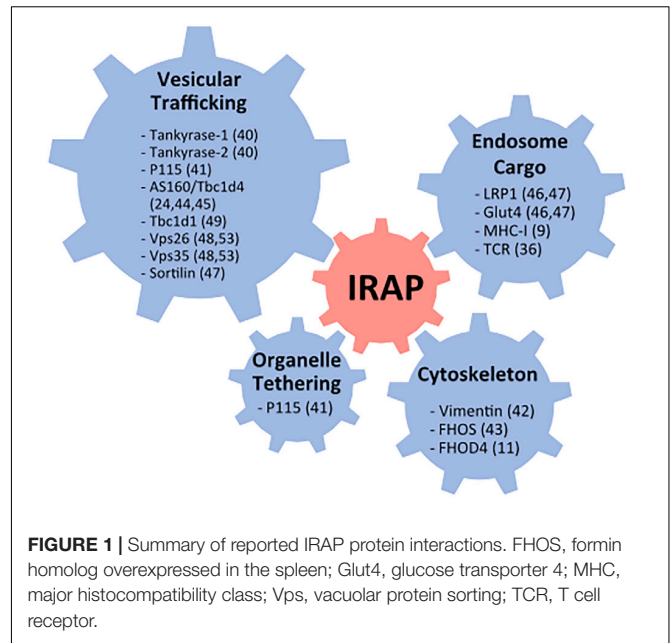 Vesicular
Trafficking
- Tankyrase-1 (40)
- Tankyrase-2 (40)
- P115 (41)
- AS160/Tbc1d4
(24,44,45)
- Tbc1d1 (49)
- Vps26 (48,53)
- Vps35 (48,53)
- Sortilin (47)
Endosome
Cargo
- LRP1 (46,47)
- Glut4 (46,47)
- MHC-I (9)
- TCR (36)
IRAP
Organelle
Tethering
- P115 (41)
Cytoskeleton
- Vimentin (42)
- FHOS (43)
- FHOD4 (11)
FIGURE 1 | Summary of reported IRAP protein interactions. FHOS, formin
homolog overexpressed in the spleen; Glut4, glucose transporter 4; MHC,
major histocompatibility class; Vps, vacuolar protein sorting; TCR, T cell
receptor.